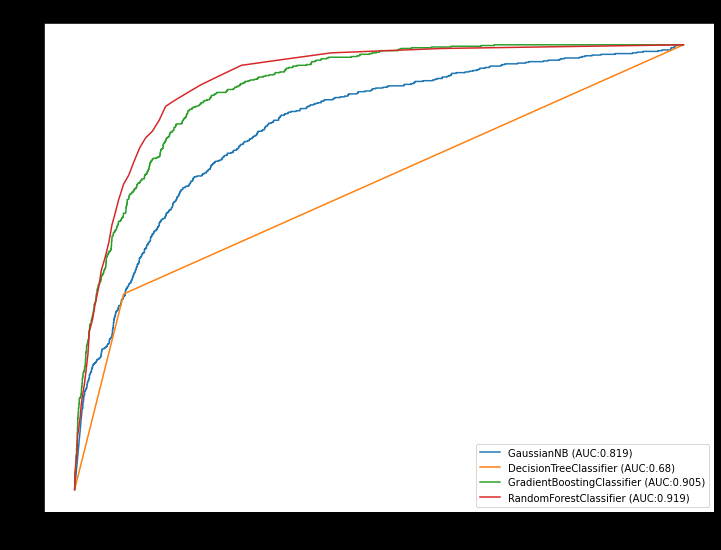 GaussianNB (AUC:0.819)
DecisionTreeClassifier (AUC:0.68)
GradientBoostingClassifier (AUC:0.905)
RandomForestClassifier (AUC:0.919)